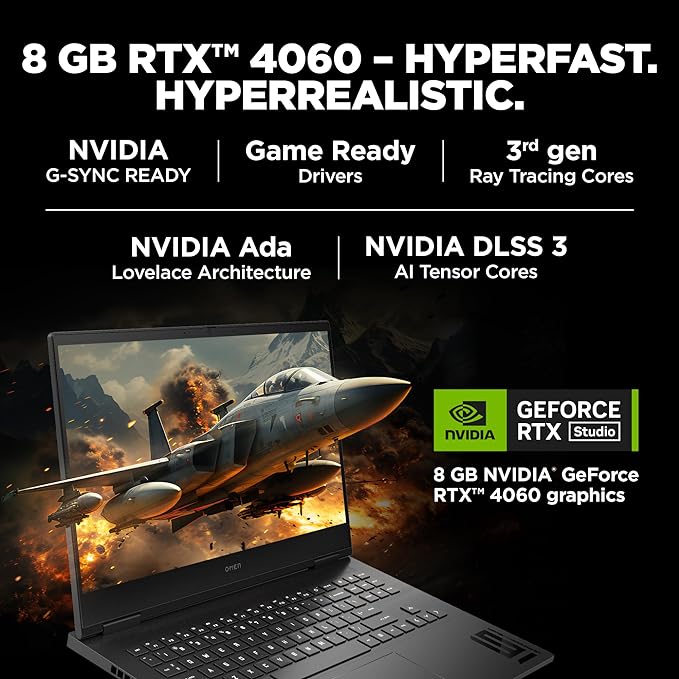 8 GB RTX™ 4060 – HYPERFAST.
HYPERREALISTIC.
NVIDIA
G-SYNC READY
Game Ready
Drivers
3rd gen
Ray Tracing Cores
NVIDIA Ada
Lovelace Architecture
NVIDIA DLSS 3
AI Tensor Cores
NVIDIA
GEFORCE
RTX Studio
8 GB NVIDIA® GeForce
RTX™ 4060 graphics
OMEN